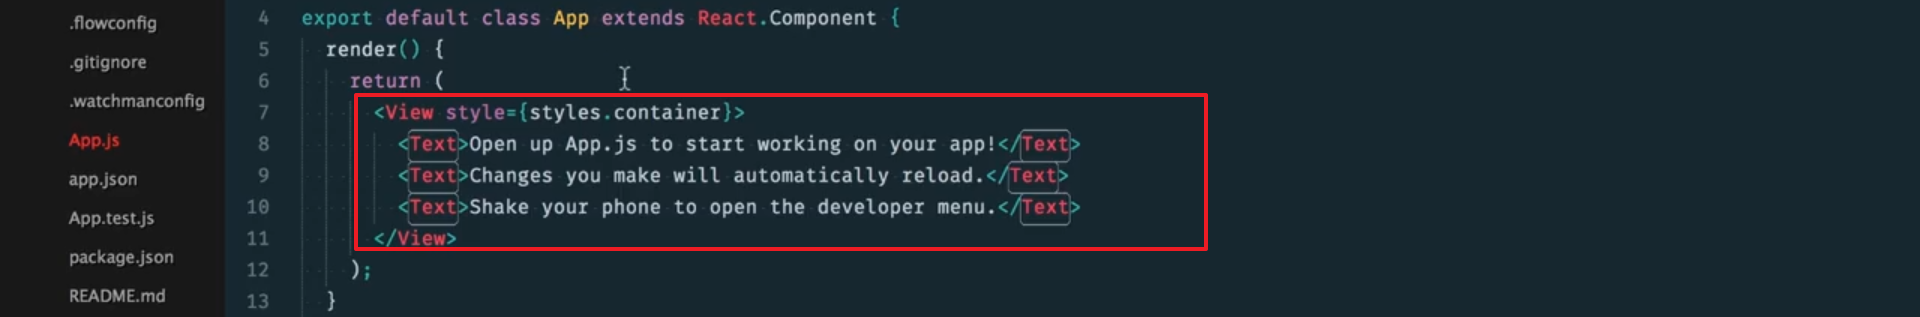 .flowconfig
.gitignore
.watchmanconfig
App.js
app.json
App.test.js
package.json
README.md
4 export default class App extends React.Component {
5 render() {
6 return (
7 <View style={styles.container}>
8 <Text>Open up App.js to start working on your app!</Text>
9 <Text>Changes you make will automatically reload.</Text>
10 <Text>Shake your phone to open the developer menu.</Text>
11 </View>
12 );
13 }